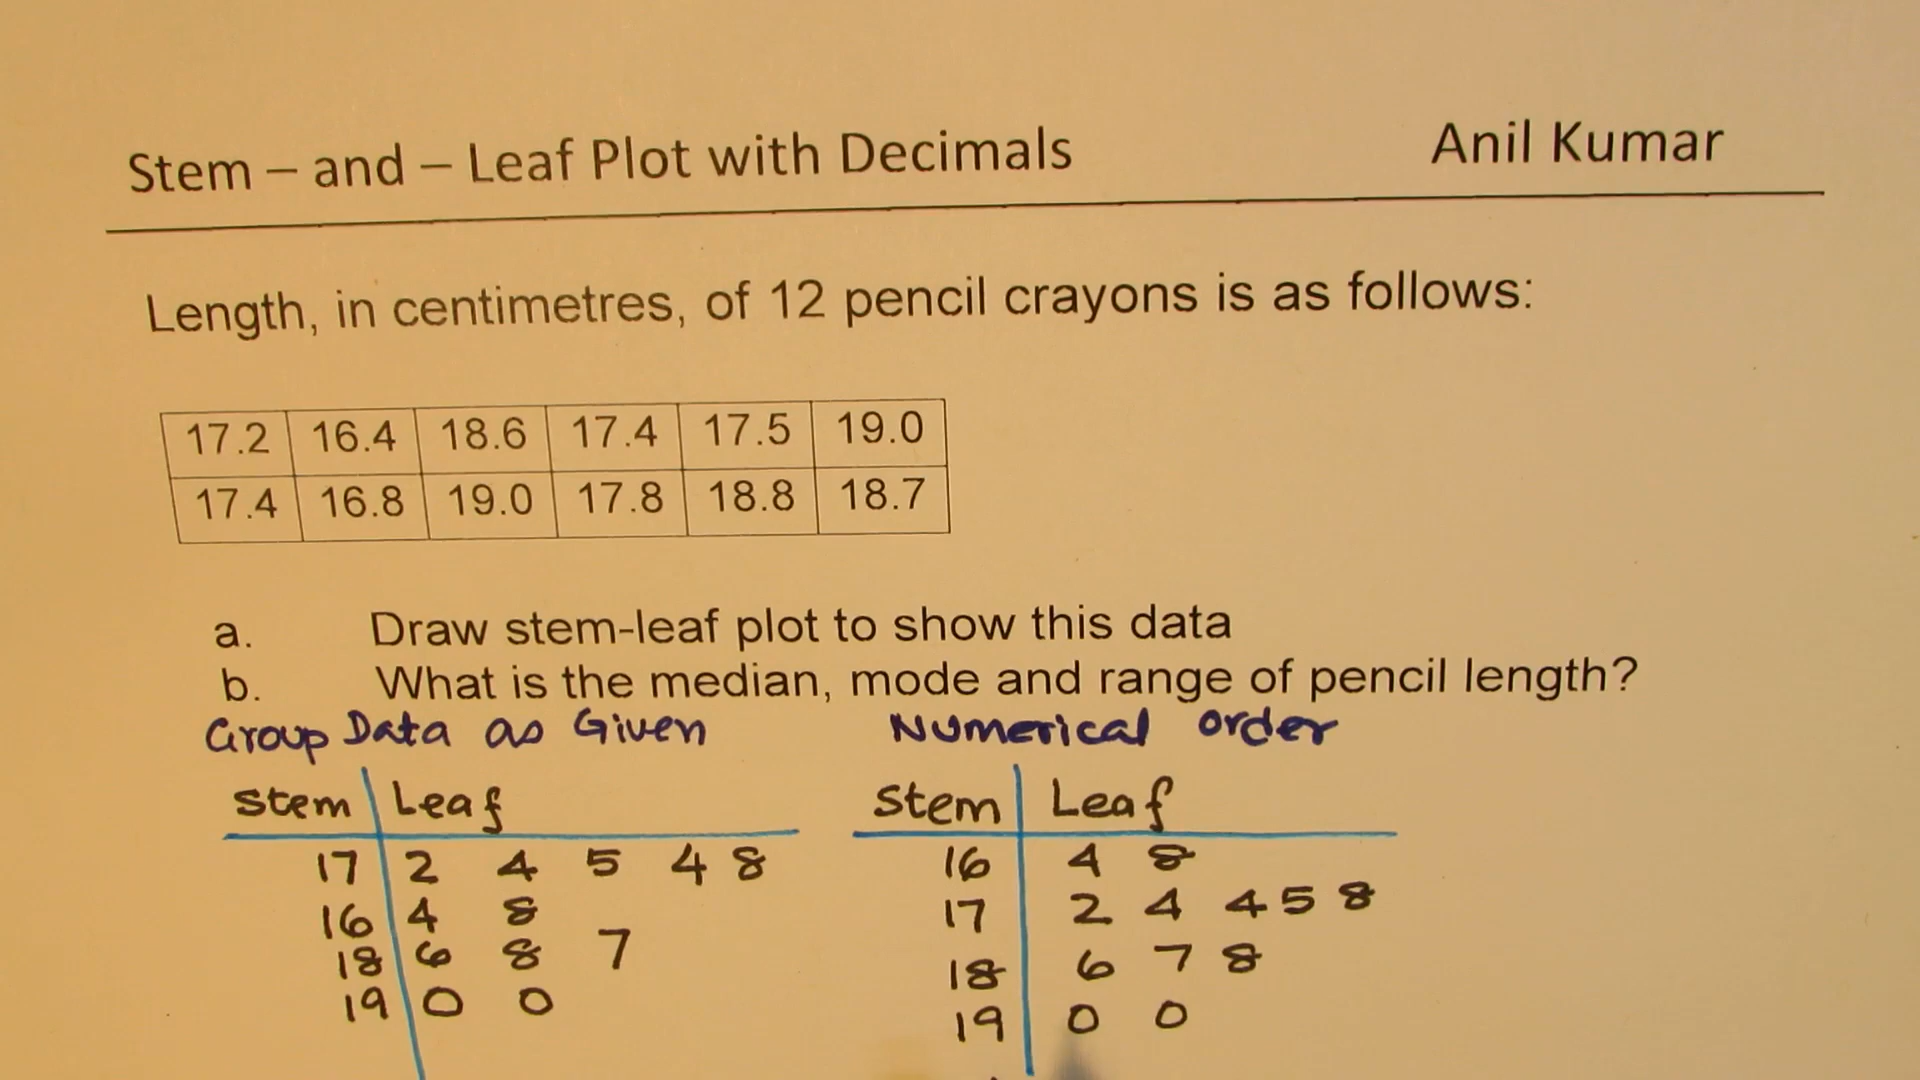 Stem – and – Leaf Plot with Decimals Anil Kumar
Length, in centimetres, of 12 pencil crayons is as follows:
17.2 16.4 18.6 17.4 17.5 19.0
17.4 16.8 19.0 17.8 18.8 18.7
a. Draw stem-leaf plot to show this data
b. What is the median, mode and range of pencil length?
Group Data as Given Numerical order
Stem Leaf Stem Leaf
17 2 4 5 4 8 16 4 8
16 4 8 17 2 4 4 5 8
18 6 8 7 18 6 7 8
19 0 0 19 0 0